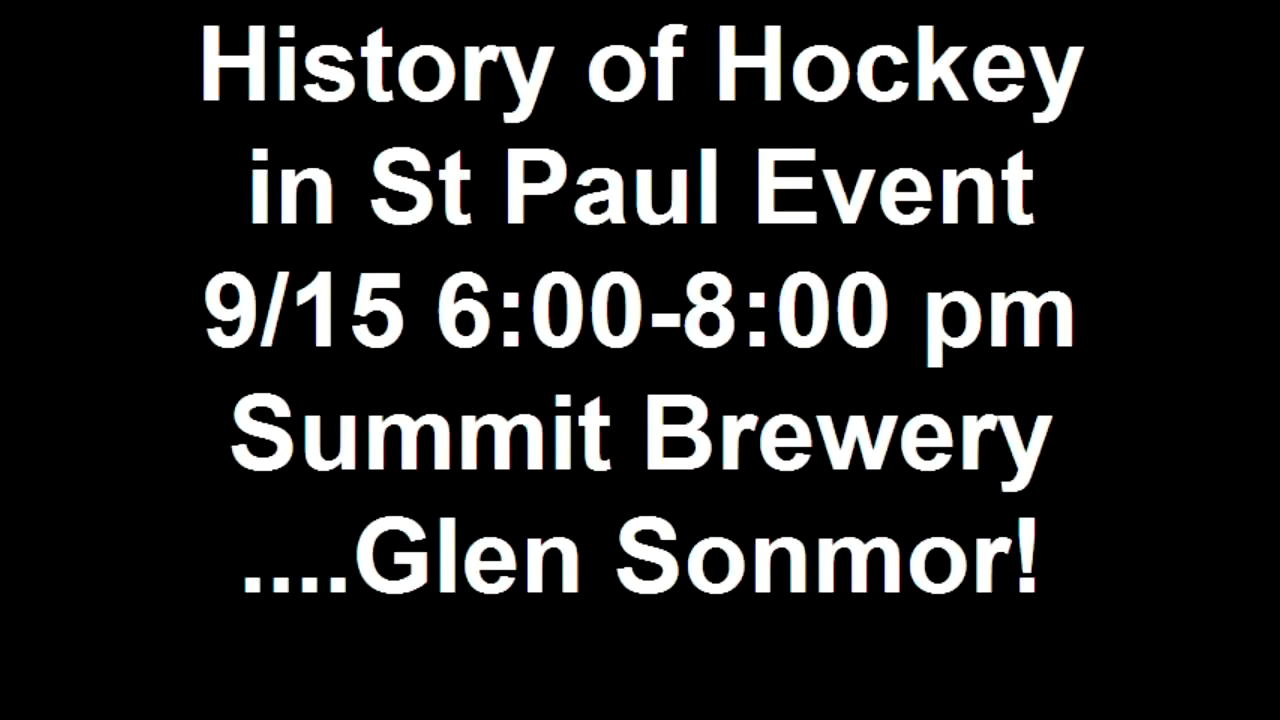 History of Hockey
in St Paul Event
9/15 6:00-8:00 pm
Summit Brewery
....Glen Sonmor!